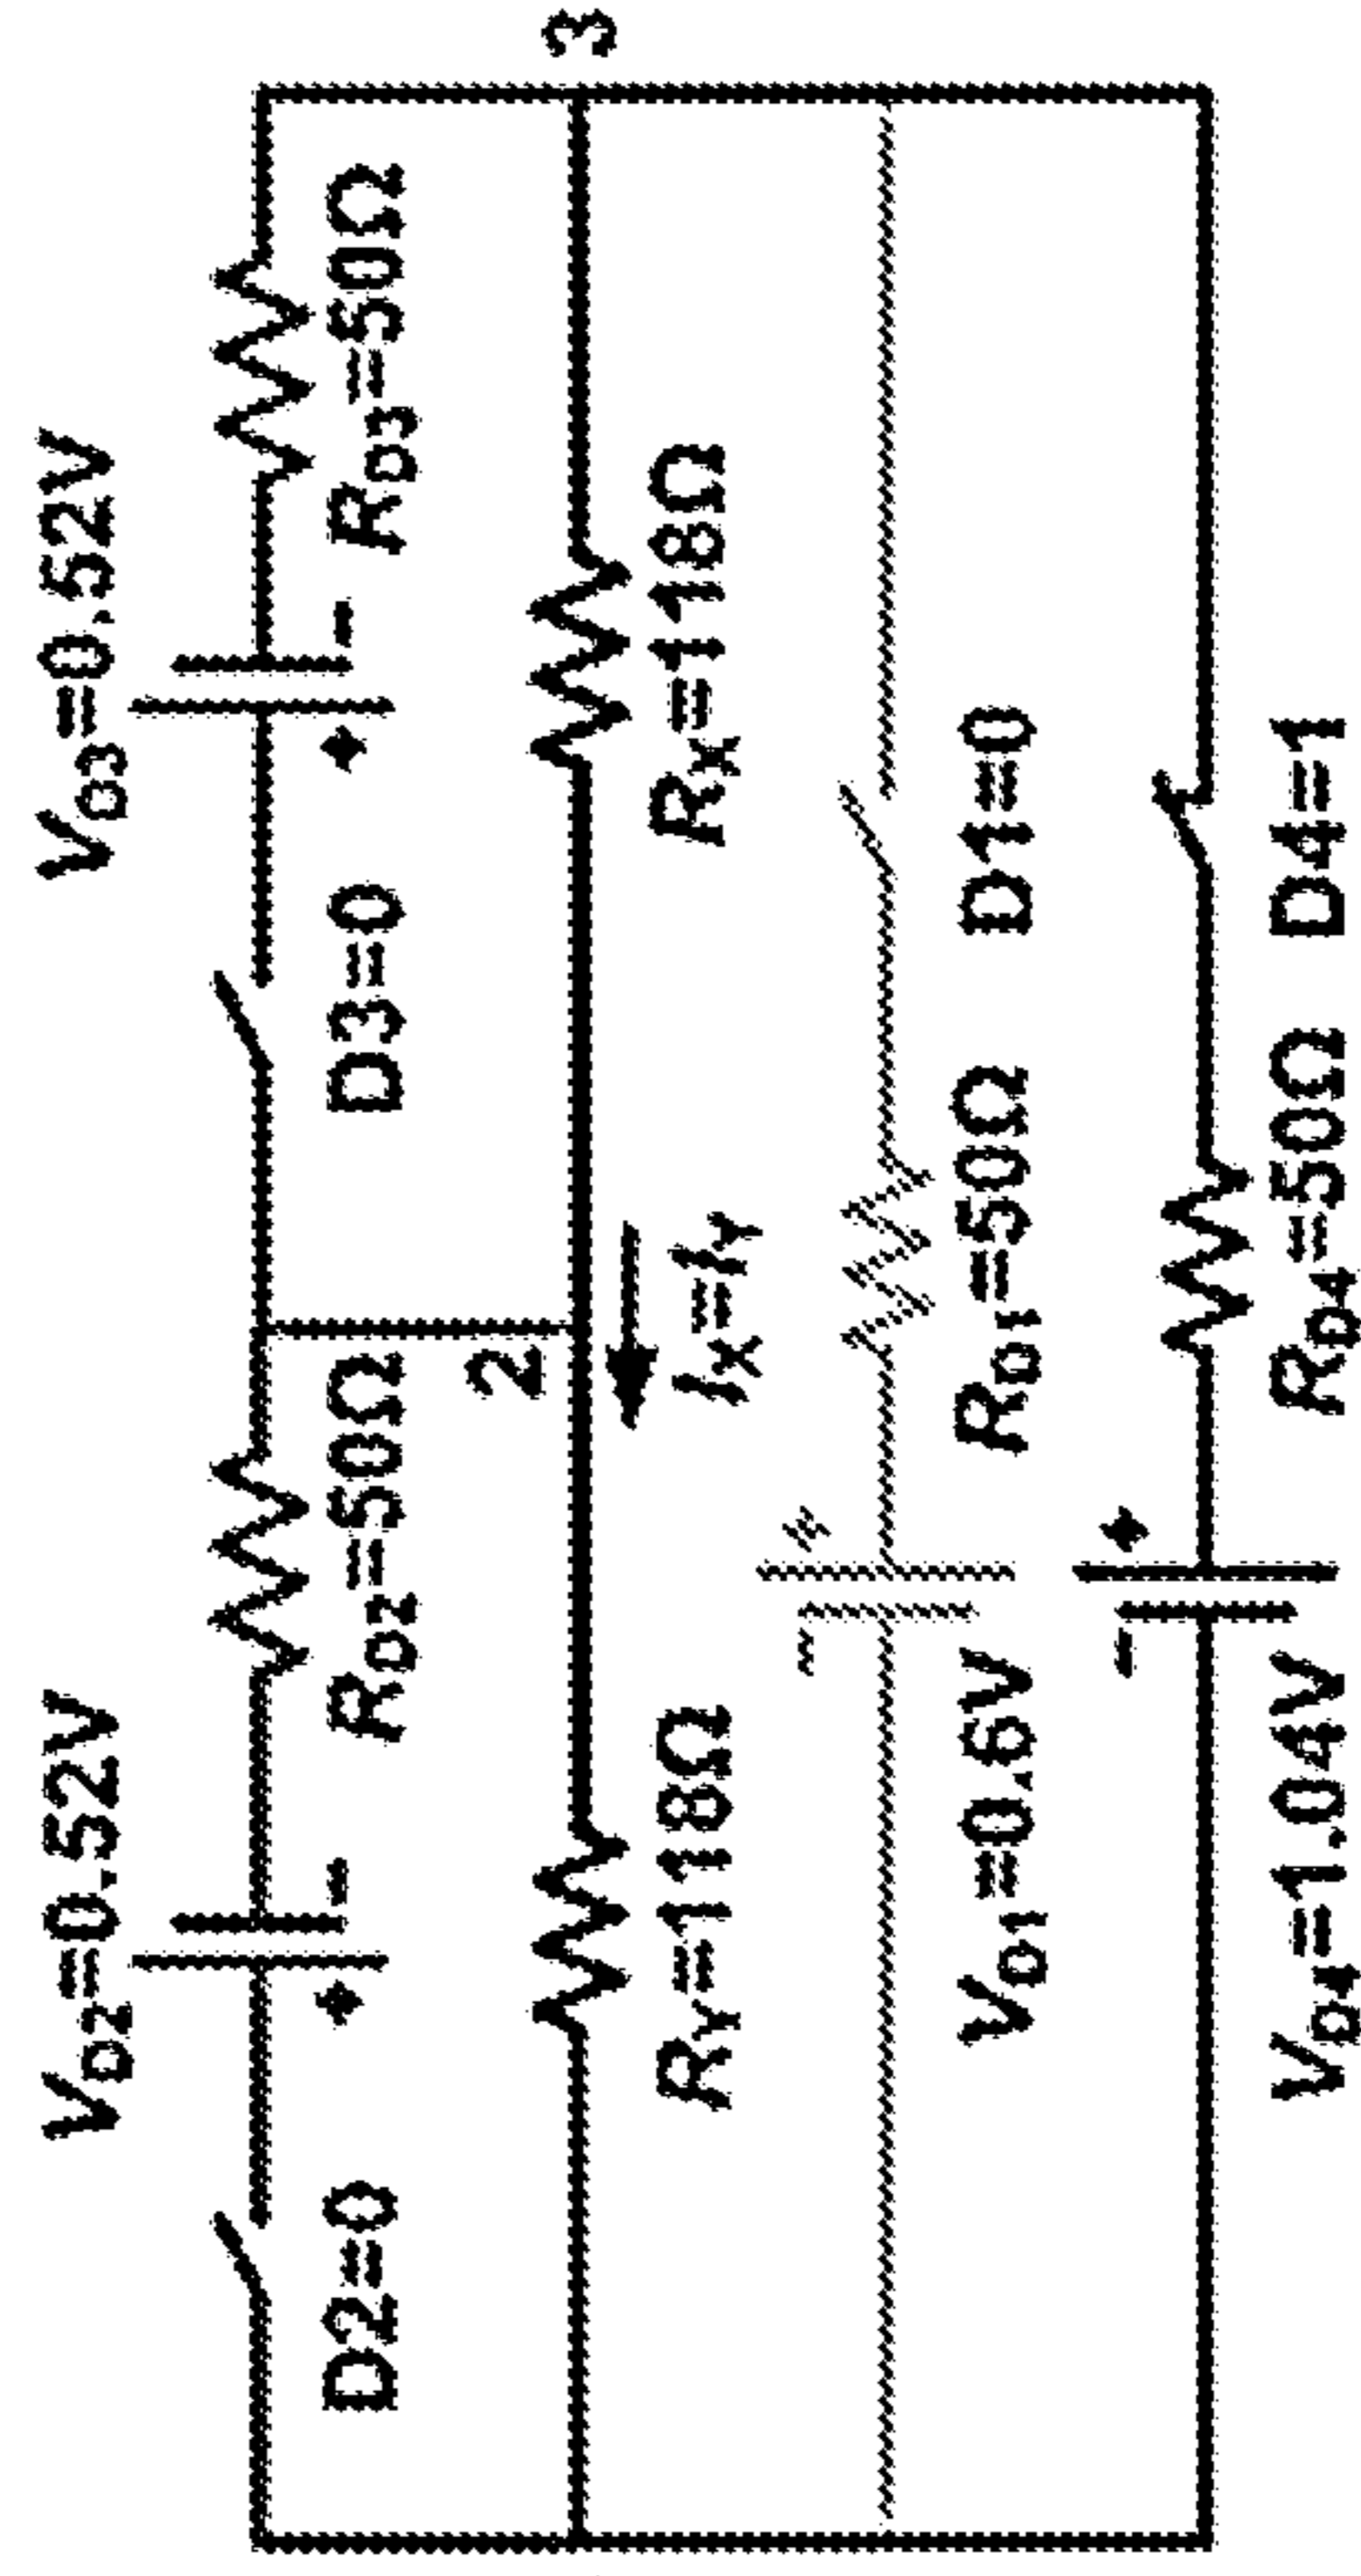 V_D2=0.52V V_D3=0.52V
D2=0 R_D2=50Ω D3=0 R_D3=50Ω
+ - + -
2 3
R_Y=118Ω I_X=I_Y R_X=118Ω
- +
V_D1=0.6V R_D1=50Ω D1=0
- +
V_D4=1.04V R_D4=50Ω D4=1